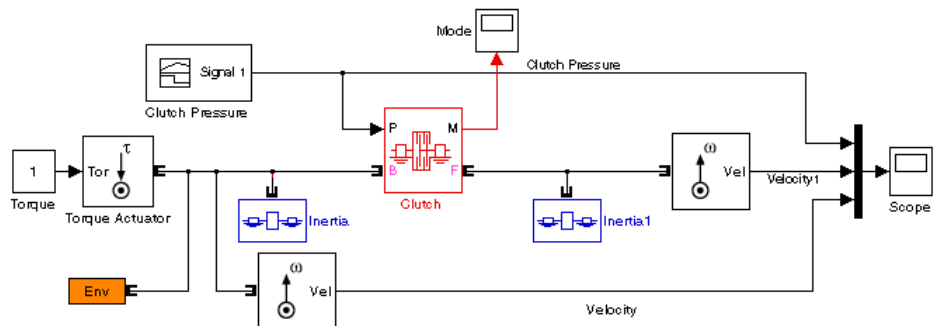 Mode
Signal 1
Clutch Pressure
Clutch Pressure
P
M
B
F
Clutch
1
Torque
Tor
τ
Torque Actuator
Inertia
Inertia1
ω
Vel
Velocity1
Scope
Env
ω
Vel
Velocity